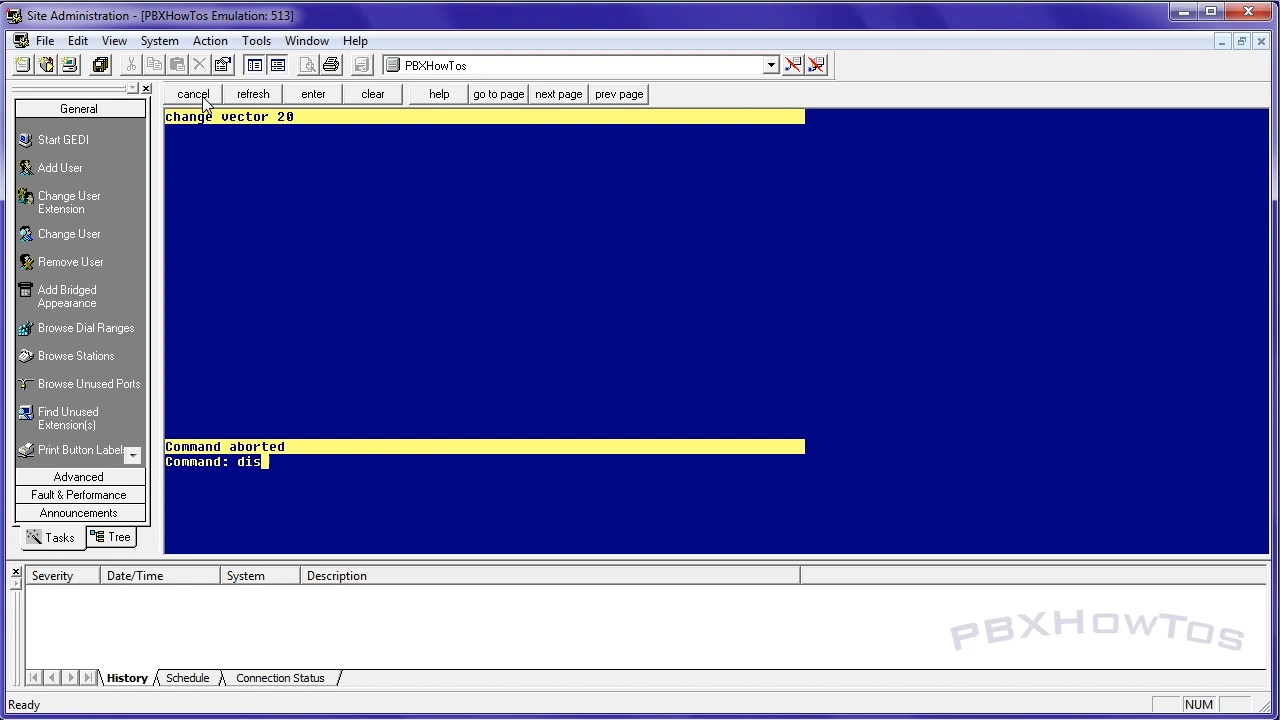 Site Administration - [PBXHowTos Emulation: 513]
File Edit View System Action Tools Window Help
PBXHowTos
cancel refresh enter clear help go to page next page prev page
General
Start GEDI
Add User
Change User
Extension
Change User
Remove User
Add Bridged
Appearance
Browse Dial Ranges
Browse Stations
Browse Unused Ports
Find Unused
Extension(s)
Print Button Labels
Advanced
Fault & Performance
Announcements
Tasks Tree
change vector 20
Command aborted
Command: dis
Severity Date/Time System Description
PBXHowTos
History Schedule Connection Status
Ready NUM